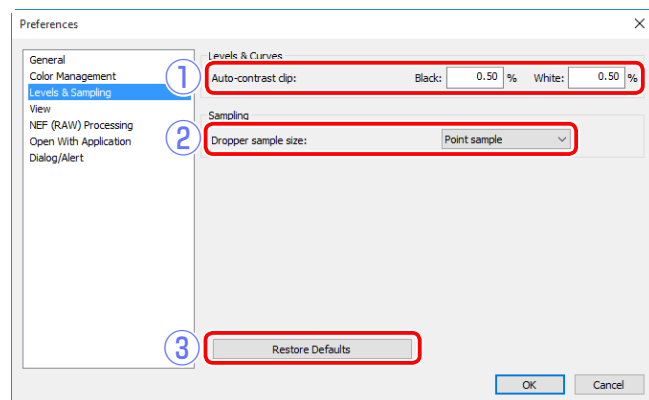 Preferences
General
Color Management
Levels & Sampling
View
NEF (RAW) Processing
Open With Application
Dialog/Alert
Levels & Curves
① Auto-contrast clip: Black: 0.50 % White: 0.50 %
Sampling
② Dropper sample size: Point sample
③ Restore Defaults
OK Cancel